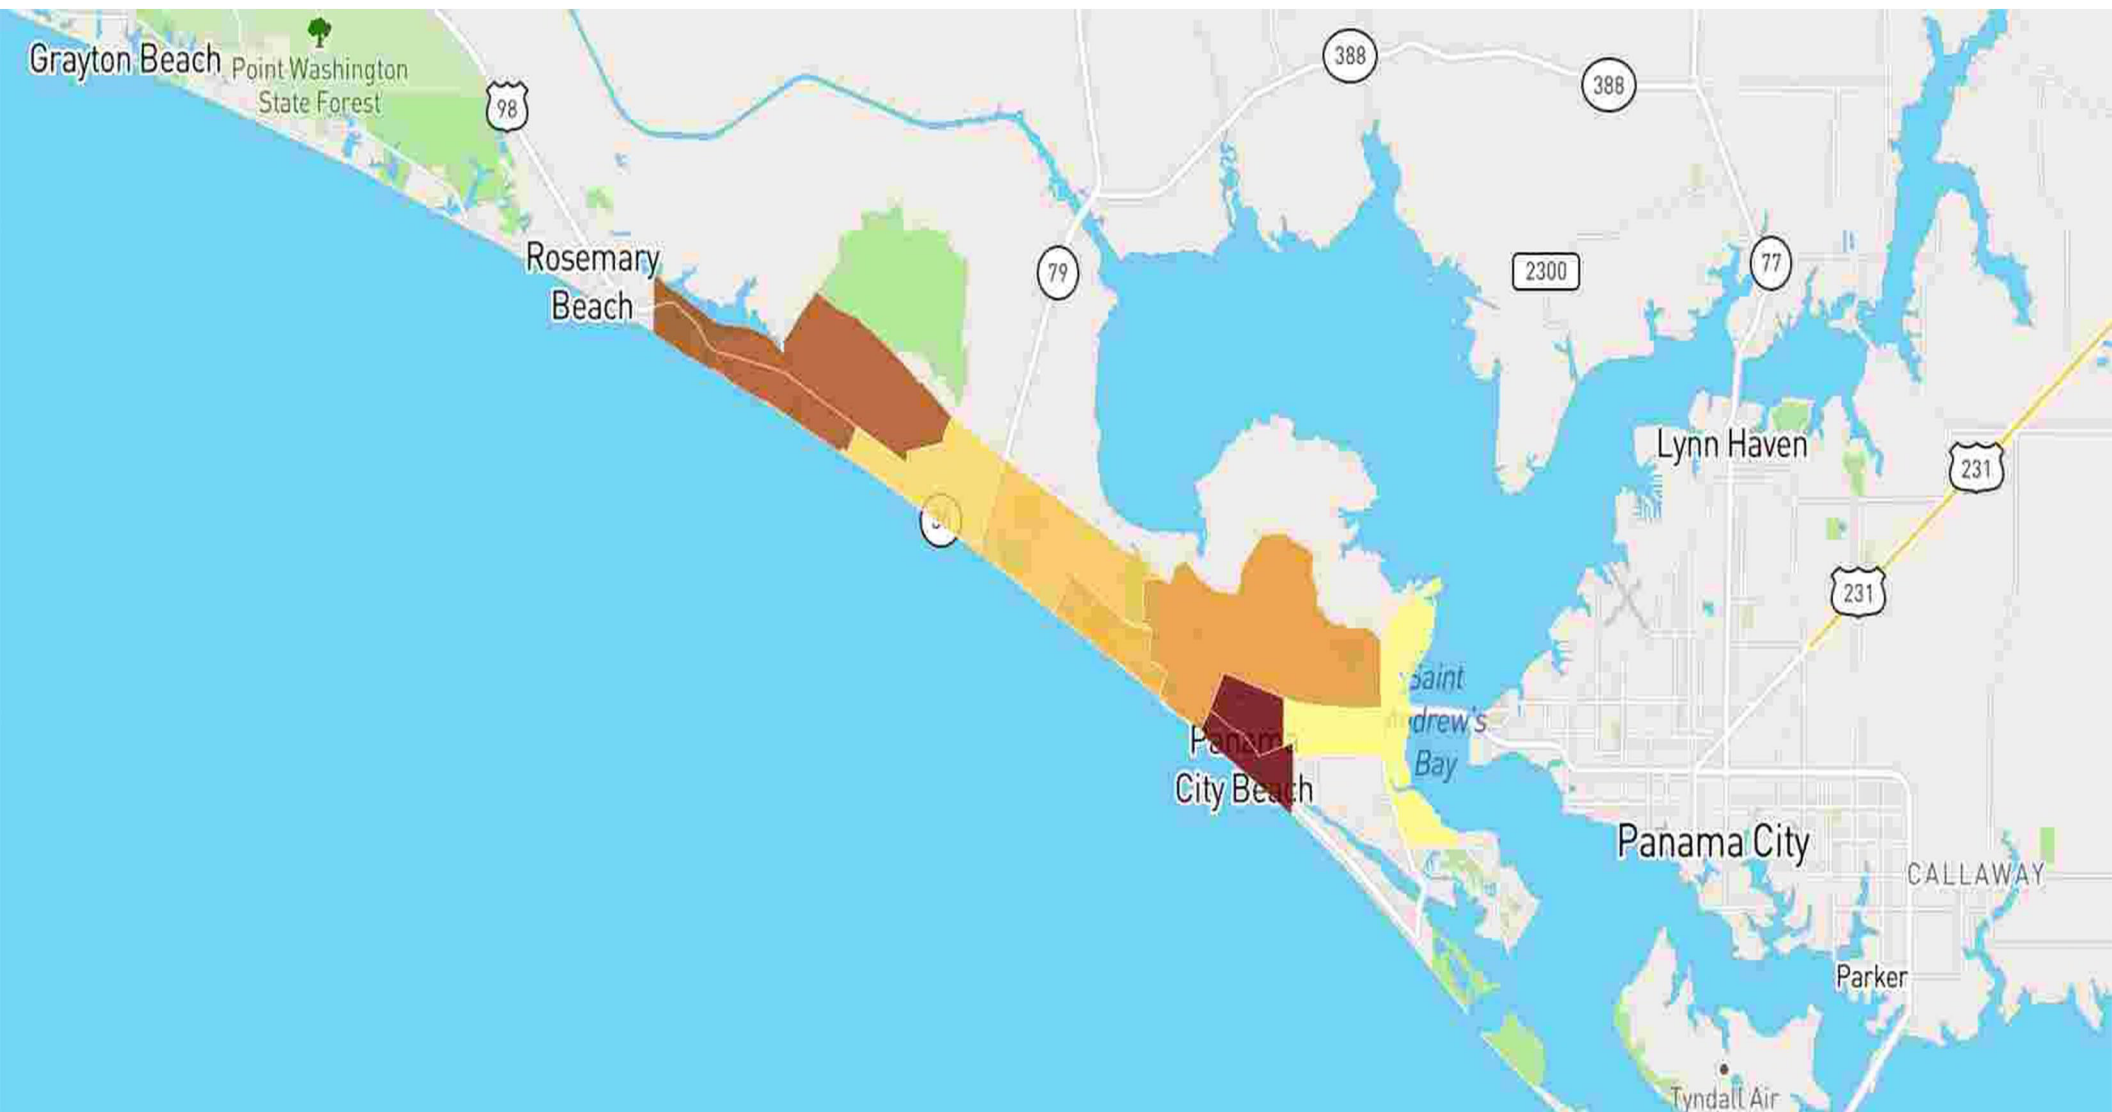 Grayton Beach
Point Washington
State Forest
98
388
388
Rosemary
Beach
79
2300
77
Lynn Haven
231
231
Saint
Bay
Panama
City Beach
Panama City
CALLAWAY
Parker
Tyndall Air